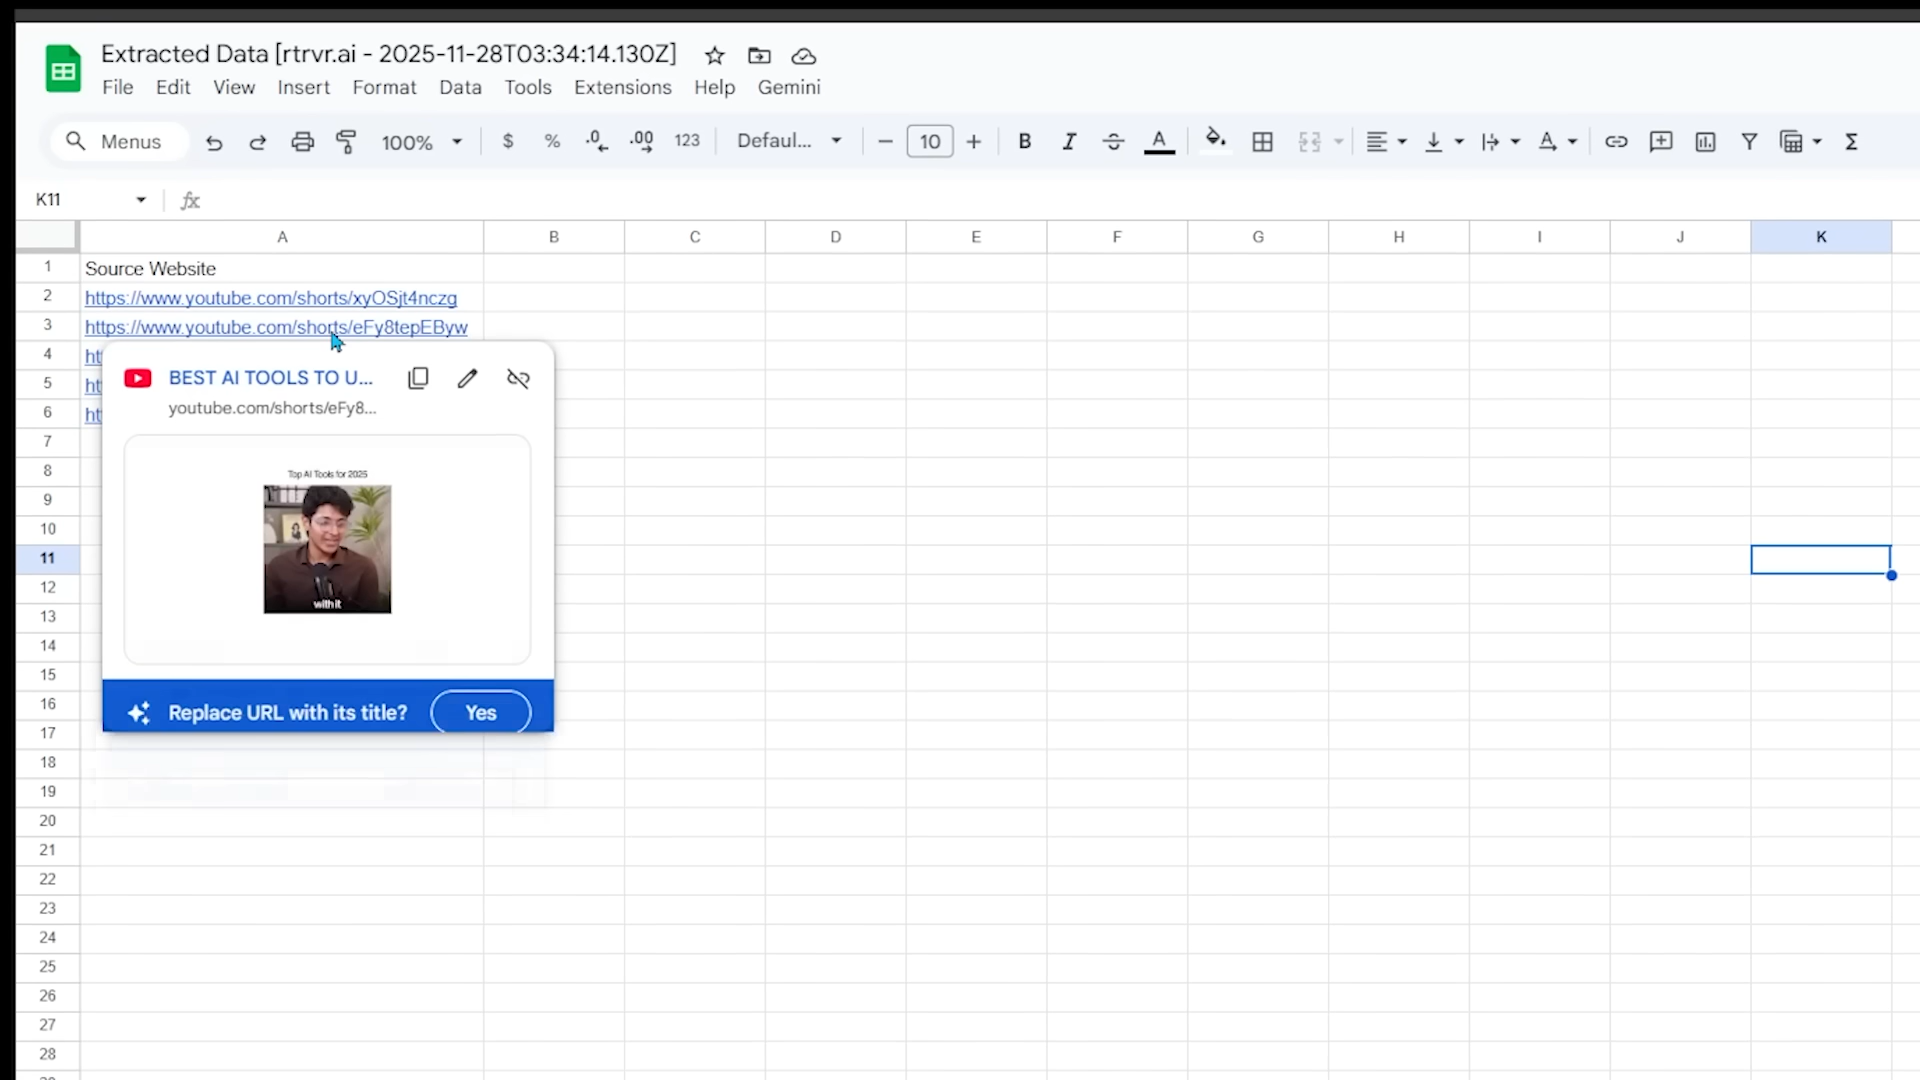 Extracted Data [rtrvr.ai - 2025-11-28T03:34:14.130Z]
File Edit View Insert Format Data Tools Extensions Help Gemini
Menus 100% $ % .0 .00 123 Defaul... 10 B I A A Σ
K11 fx
A B C D E F G H I J K
1 Source Website
2 https://www.youtube.com/shorts/xyOSjt4nczg
3 https://www.youtube.com/shorts/eFy8tepEByw
4 ht
5 ht
6 ht
BEST AI TOOLS TO U...
youtube.com/shorts/eFy8...
Top AI Tools for 2025
with it
Replace URL with its title? Yes
7
8
9
10
11
12
13
14
15
16
17
18
19
20
21
22
23
24
25
26
27
28